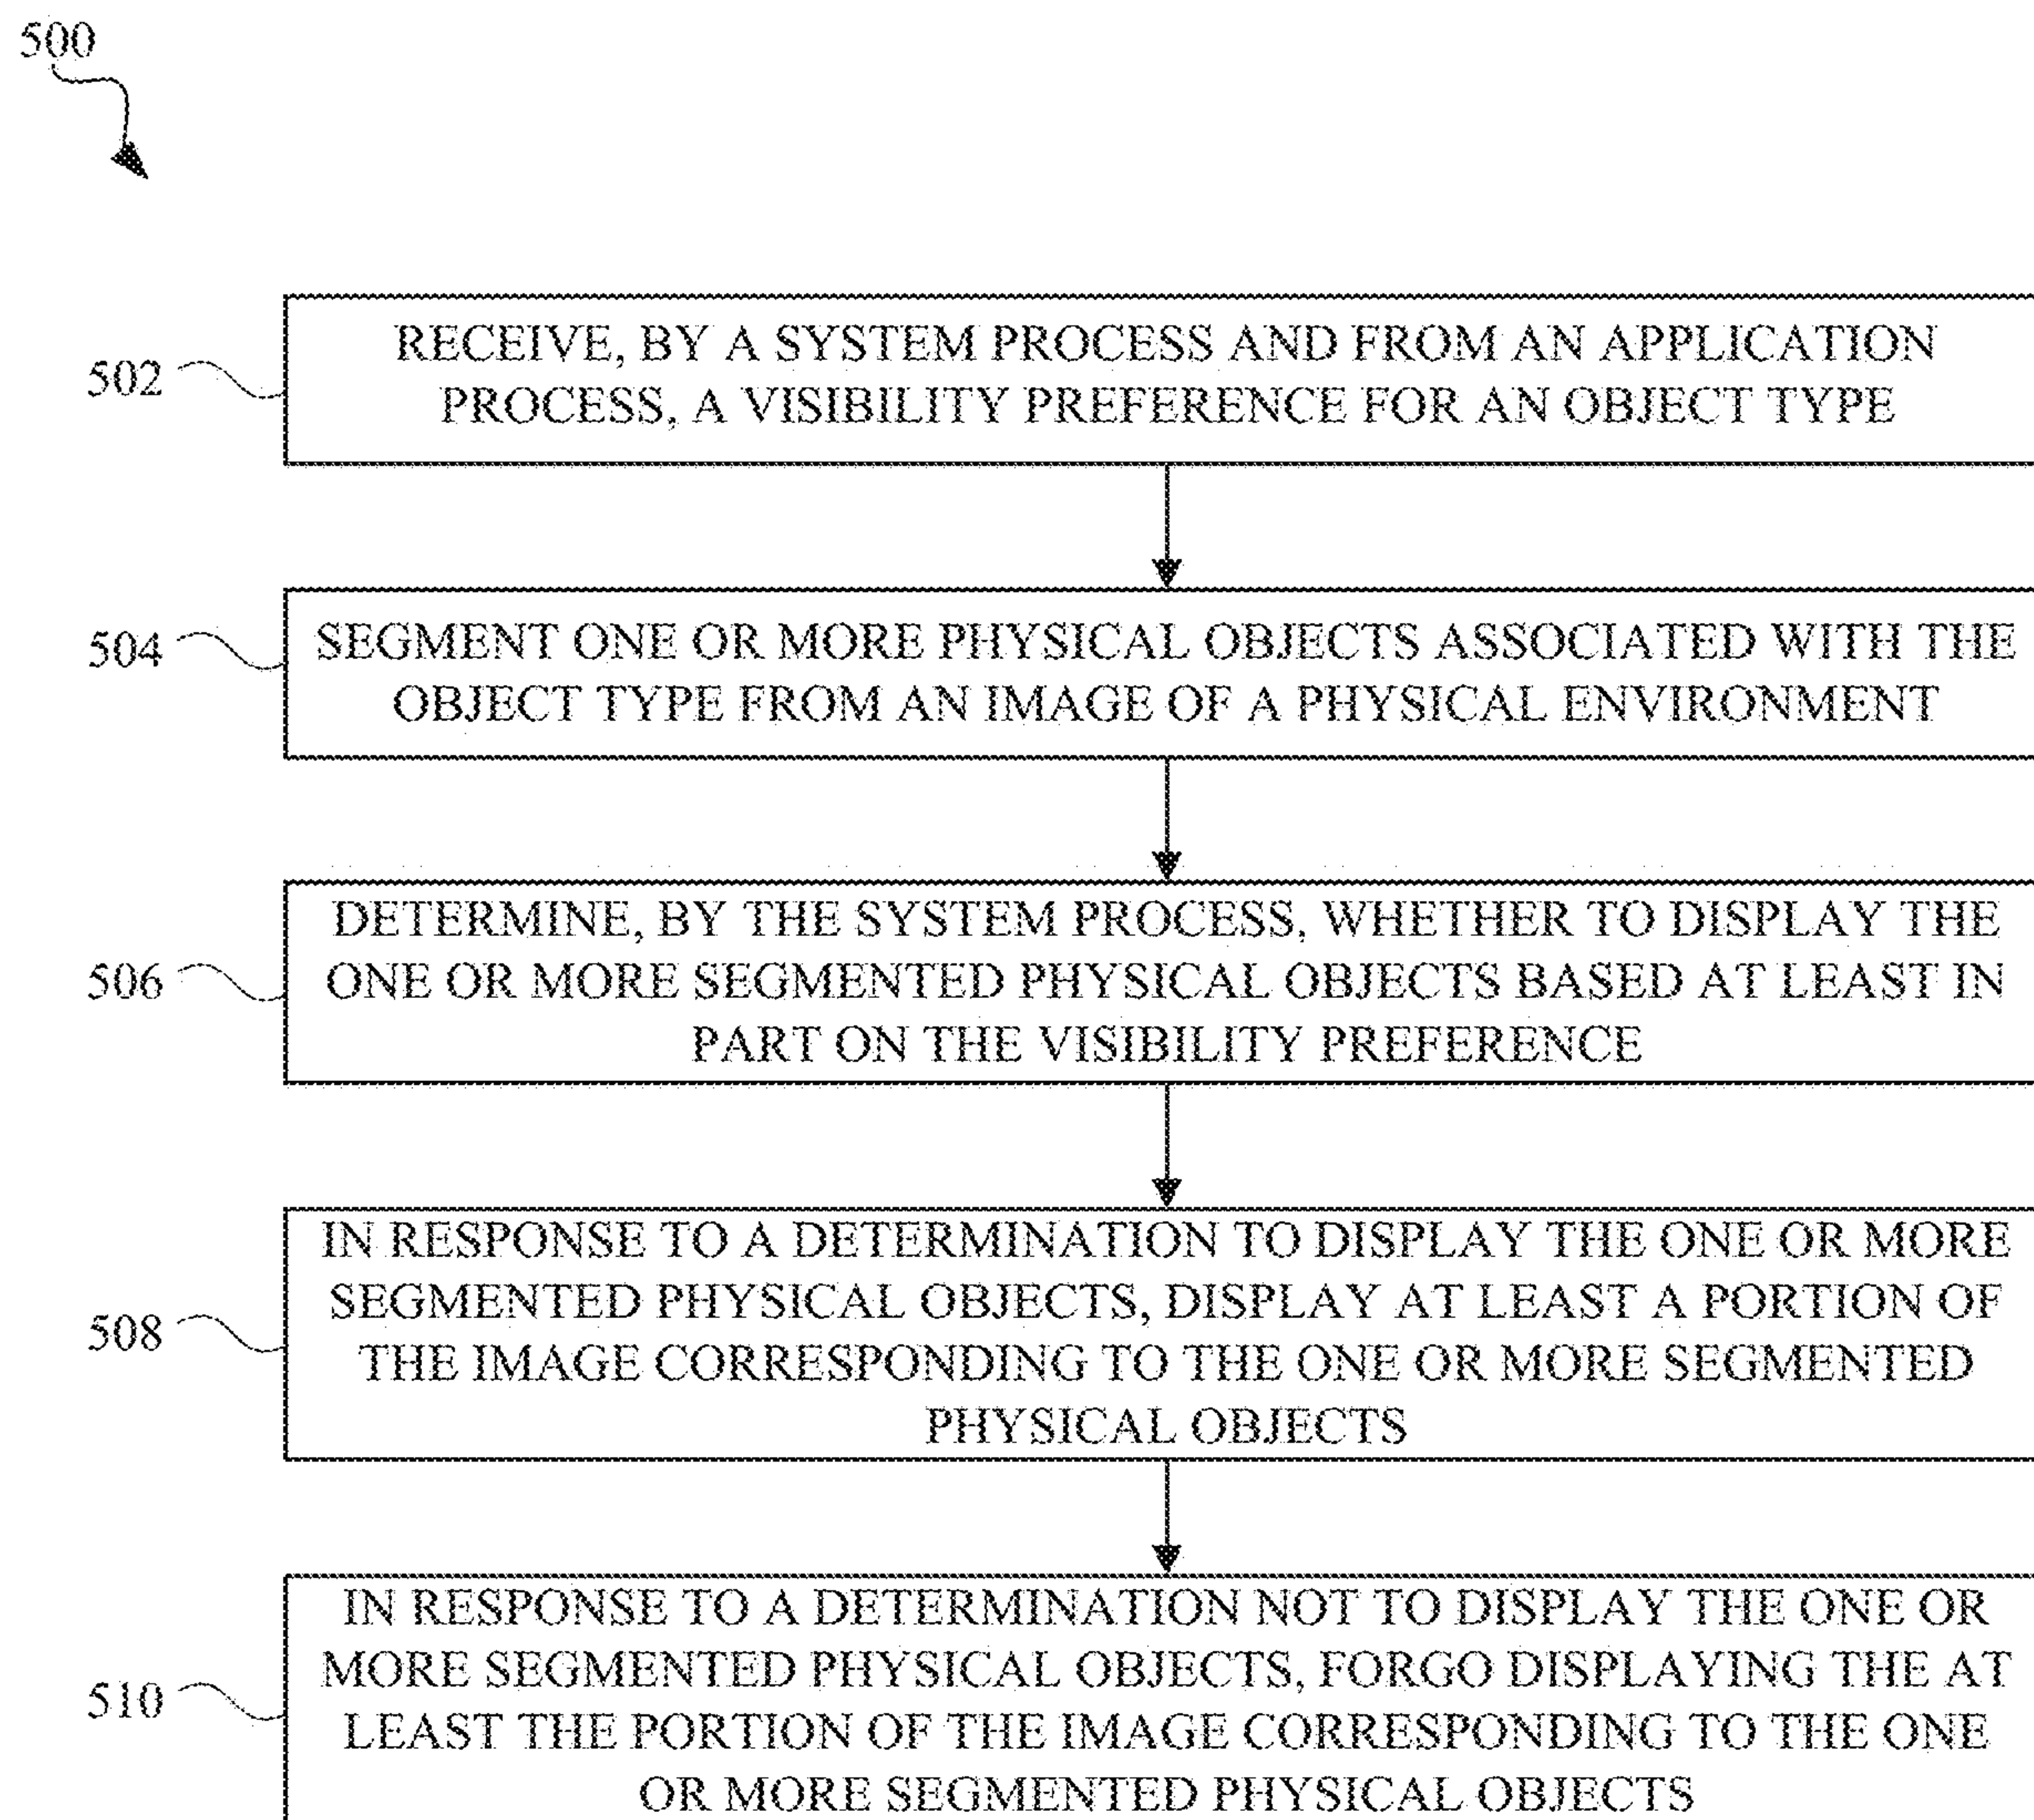 500
502
RECEIVE, BY A SYSTEM PROCESS AND FROM AN APPLICATION
PROCESS, A VISIBILITY PREFERENCE FOR AN OBJECT TYPE
504
SEGMENT ONE OR MORE PHYSICAL OBJECTS ASSOCIATED WITH THE
OBJECT TYPE FROM AN IMAGE OF A PHYSICAL ENVIRONMENT
506
DETERMINE, BY THE SYSTEM PROCESS, WHETHER TO DISPLAY THE
ONE OR MORE SEGMENTED PHYSICAL OBJECTS BASED AT LEAST IN
PART ON THE VISIBILITY PREFERENCE
508
IN RESPONSE TO A DETERMINATION TO DISPLAY THE ONE OR MORE
SEGMENTED PHYSICAL OBJECTS, DISPLAY AT LEAST A PORTION OF
THE IMAGE CORRESPONDING TO THE ONE OR MORE SEGMENTED
PHYSICAL OBJECTS
510
IN RESPONSE TO A DETERMINATION NOT TO DISPLAY THE ONE OR
MORE SEGMENTED PHYSICAL OBJECTS, FORGO DISPLAYING THE AT
LEAST THE PORTION OF THE IMAGE CORRESPONDING TO THE ONE
OR MORE SEGMENTED PHYSICAL OBJECTS